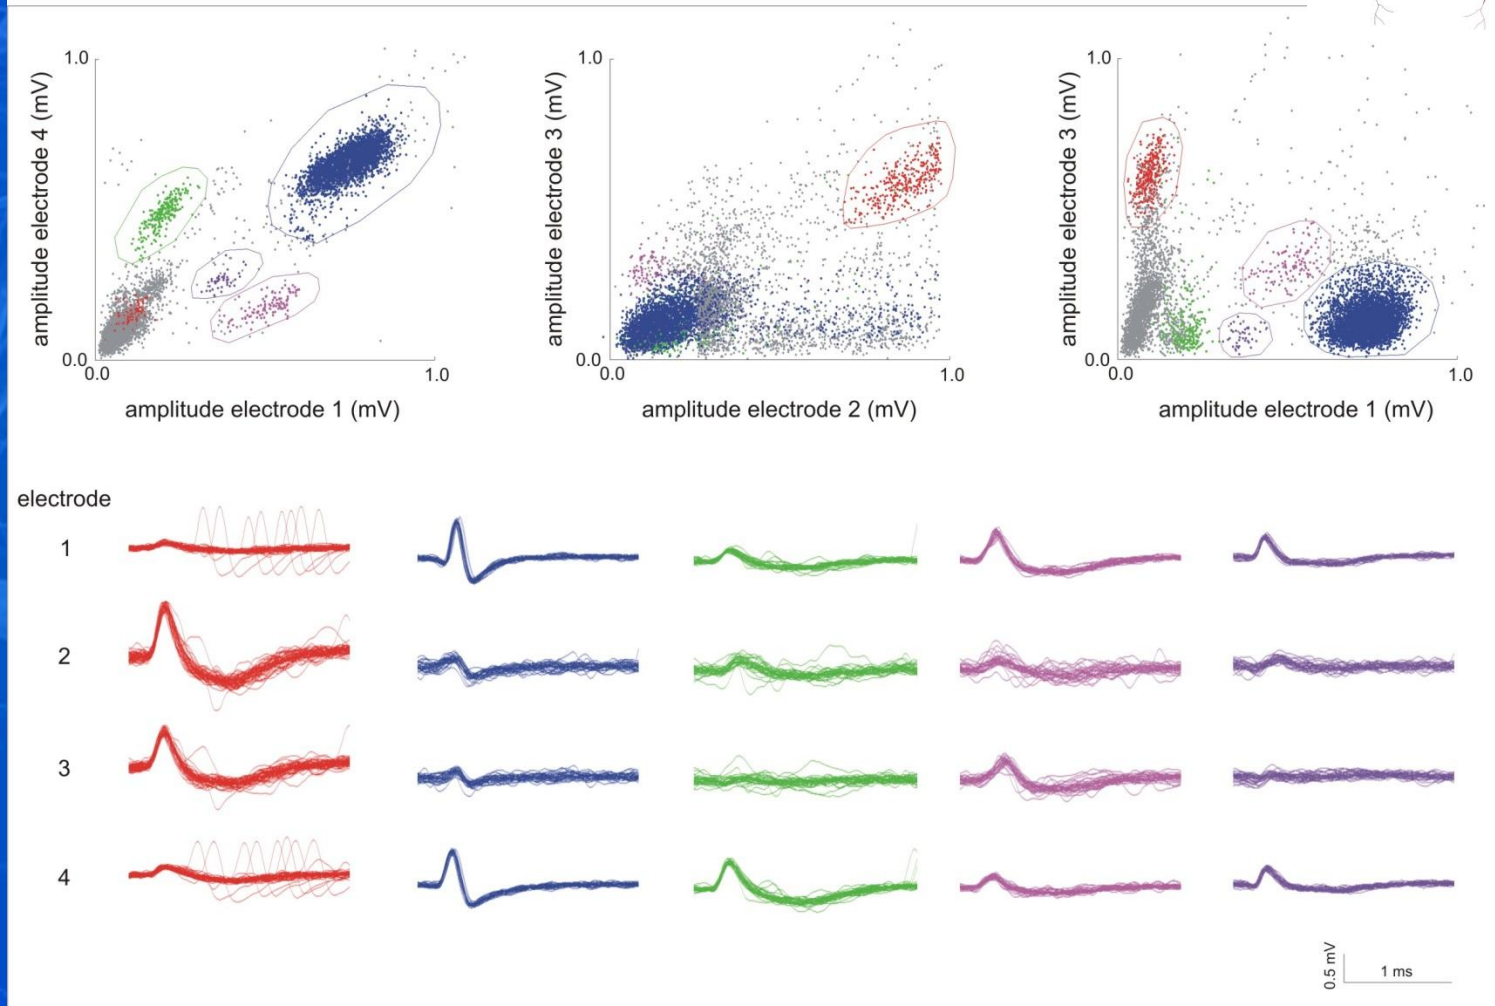 1.0
amplitude electrode 4 (mV)
0.0
0.0
1.0
amplitude electrode 1 (mV)
1.0
amplitude electrode 3 (mV)
0.0
0.0
1.0
amplitude electrode 2 (mV)
1.0
amplitude electrode 3 (mV)
0.0
0.0
1.0
amplitude electrode 1 (mV)
electrode
1
2
3
4
0.5 mV
1 ms